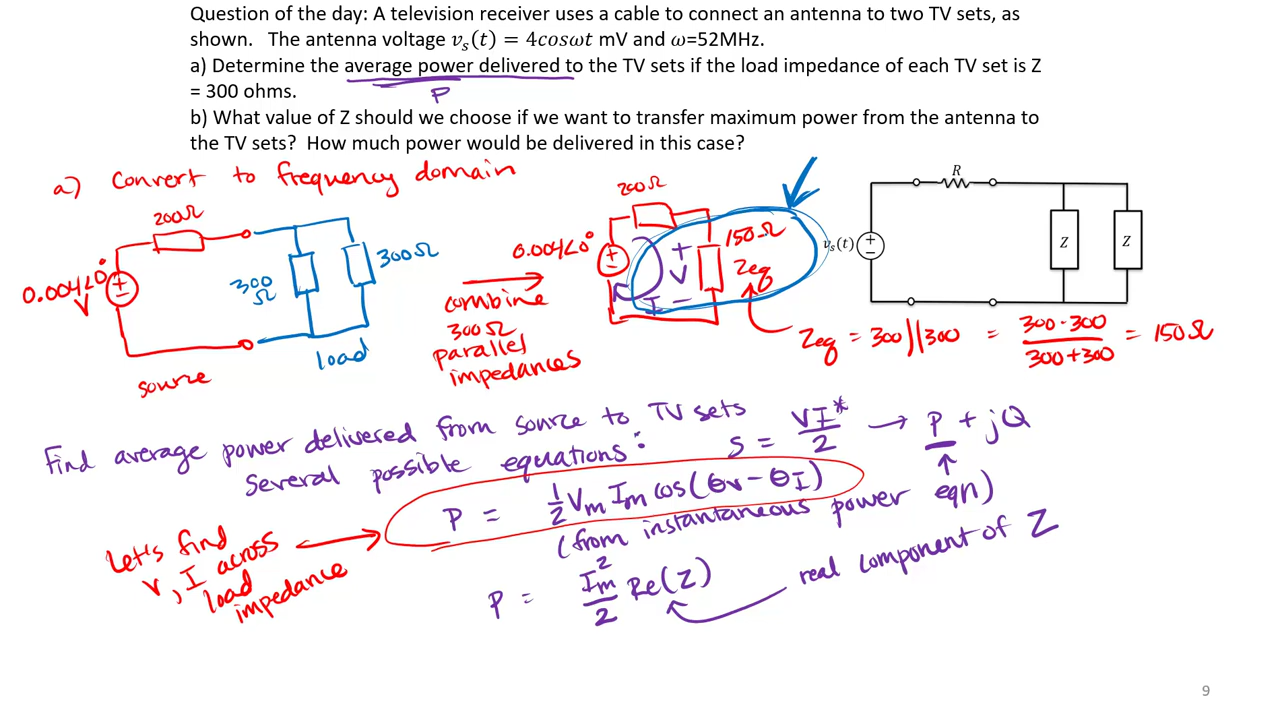 Question of the day: A television receiver uses a cable to connect an antenna to two TV sets, as
shown. The antenna voltage vₛ(t) = 4cosωt mV and ω=52MHz.
a) Determine the average power delivered to the TV sets if the load impedance of each TV set is Z
= 300 ohms.
P
b) What value of Z should we choose if we want to transfer maximum power from the antenna to
the TV sets? How much power would be delivered in this case?
a) Convert to frequency domain
200Ω
0.004∠0°
V
300
Ω
300Ω
source
load
combine
300Ω
parallel
impedances
200Ω
0.004∠0°
+
V
-
I
150Ω
Zeq
R
vₛ(t)
Z
Z
Zeq = 300||300 = 300·300 / 300+300 = 150Ω
Find average power delivered from source to TV sets
Several possible equations:
S = VI* / 2 → P + jQ
P = 1/2 Vm Im cos(θv - θI)
(from instantaneous power eqn)
Let's find
V, I across
load
impedance
P = Im² / 2 Re(Z)
real component of Z
9